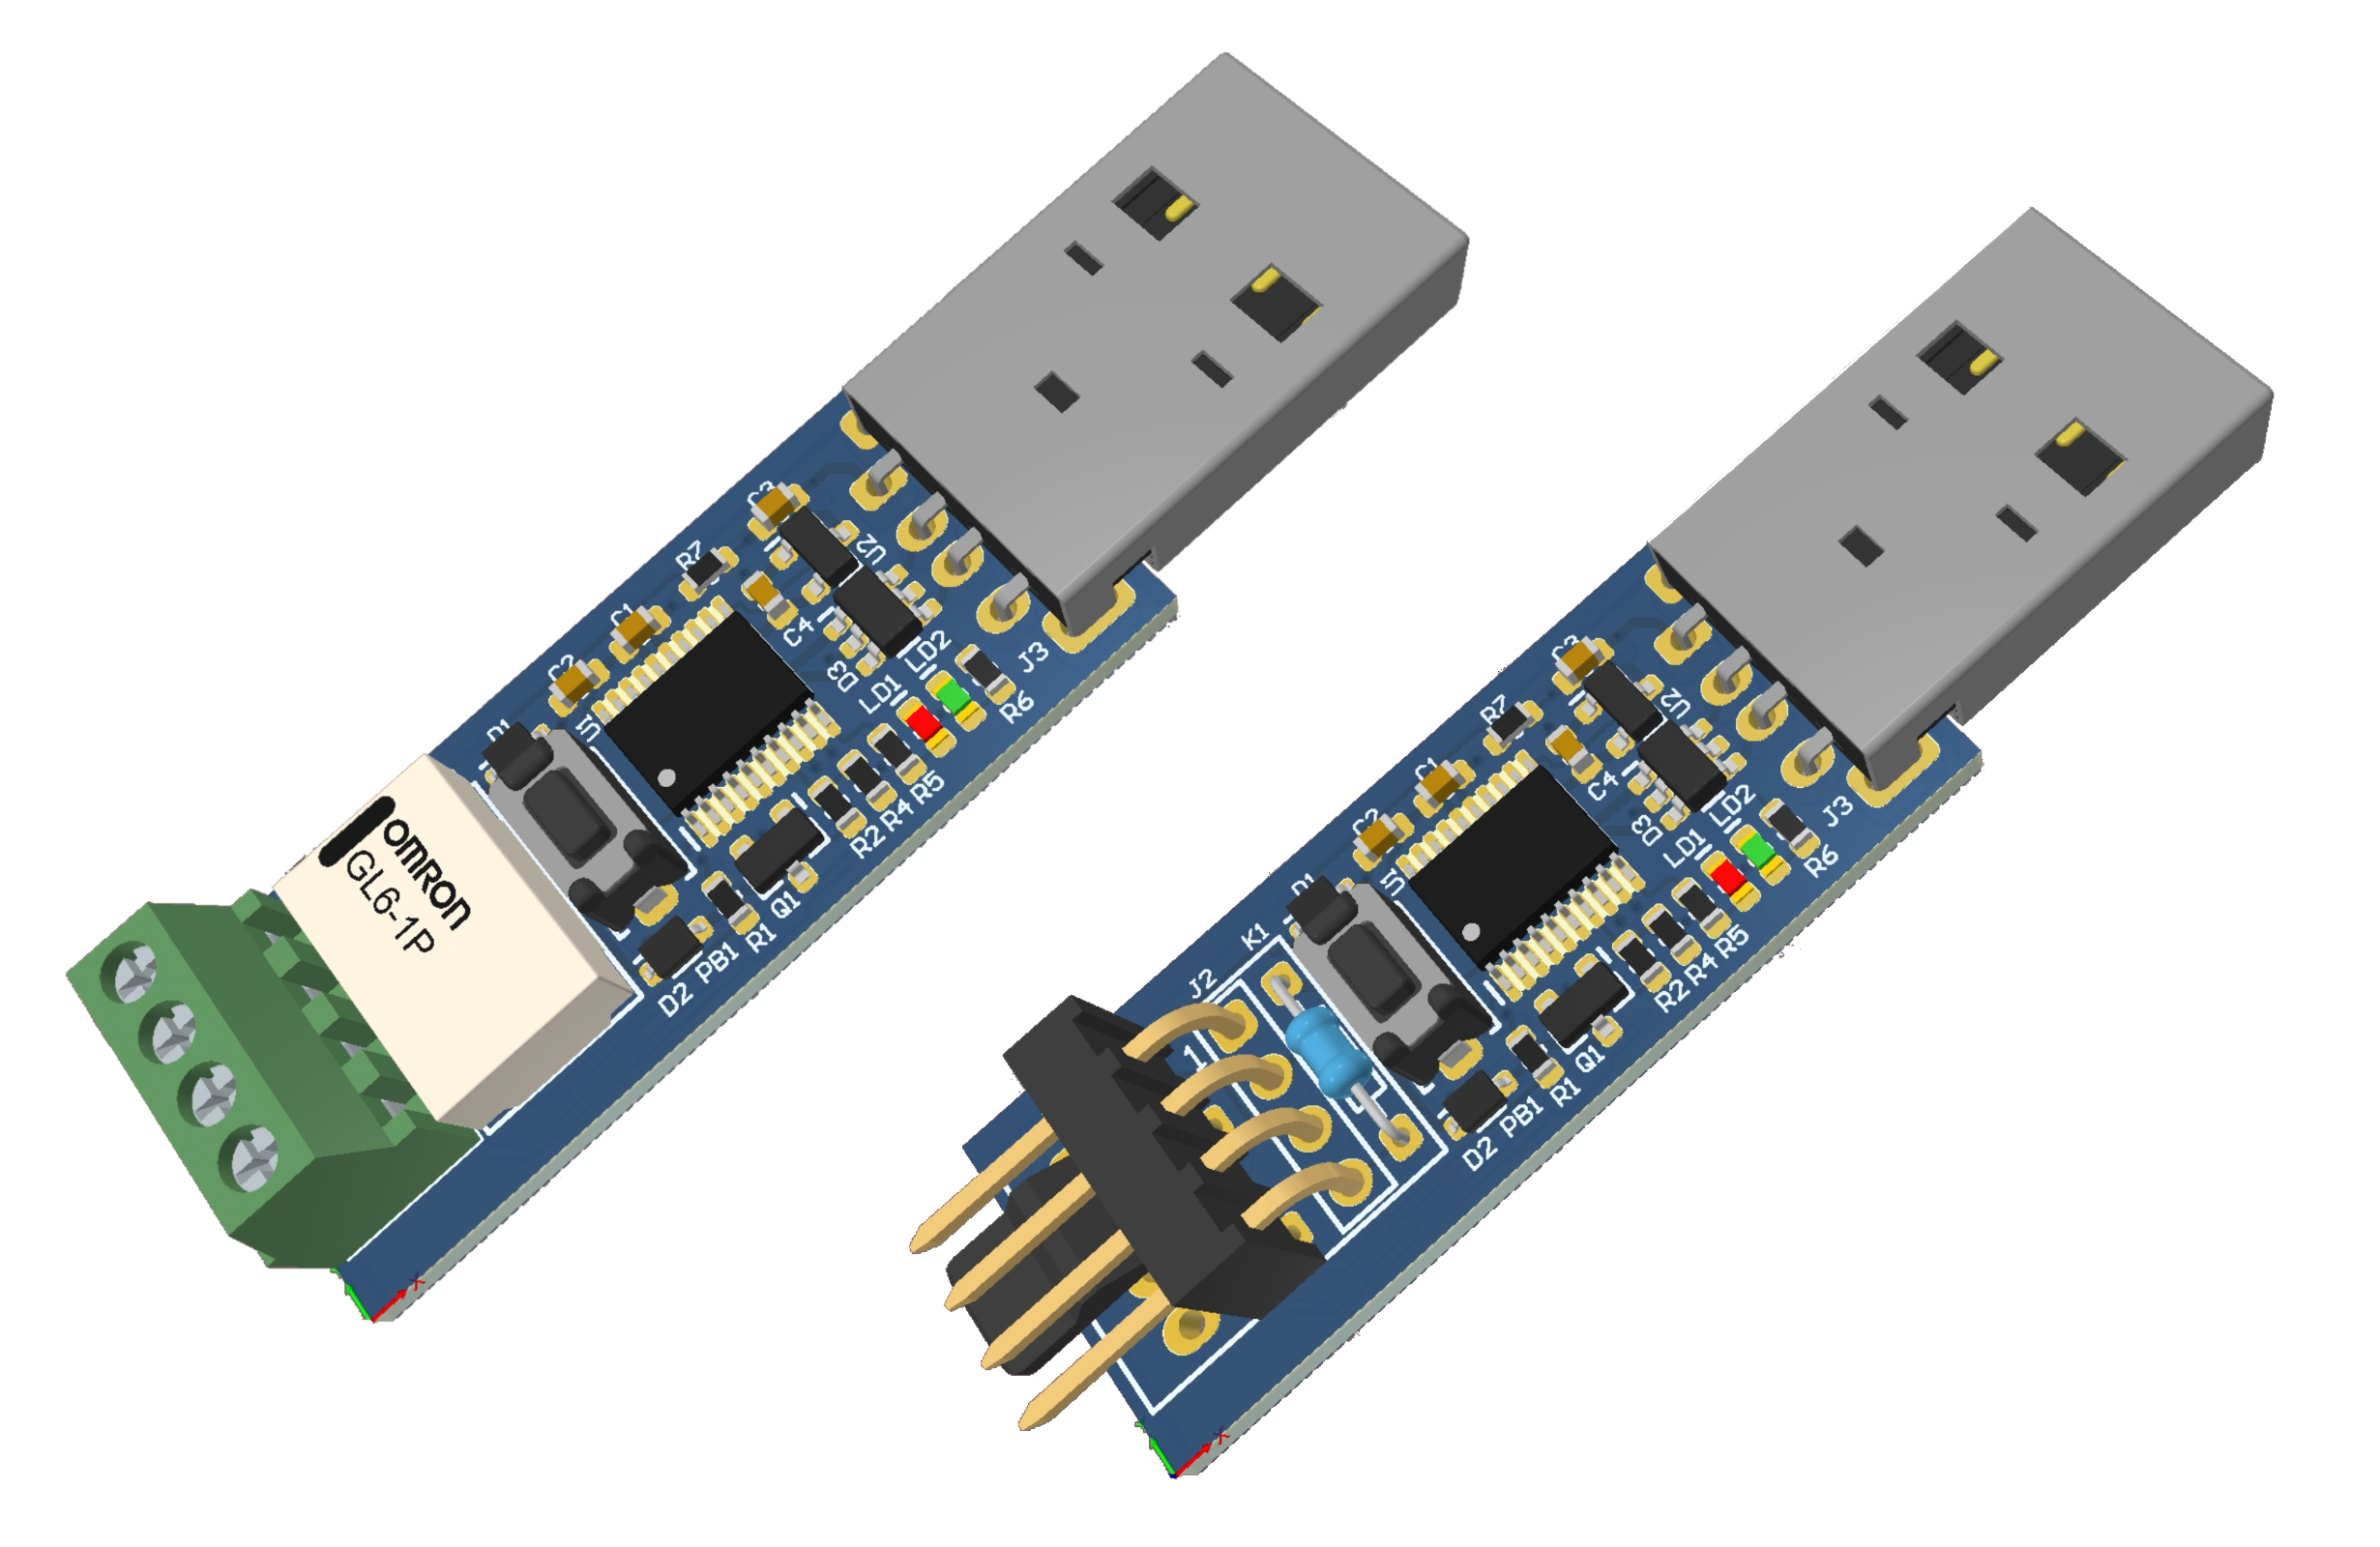 OMRON
GL6-1P
C3
R7
C1
C2
D1
U1
U2
C4
D3
LD2
LD1
J3
R6
R5
R4
R2
Q1
R1
PB1
D2
C3
R7
C1
C2
D1
K1
J2
1
U1
U2
C4
D3
LD2
LD1
J3
R6
R5
R4
R2
Q1
R1
PB1
D2
x
x